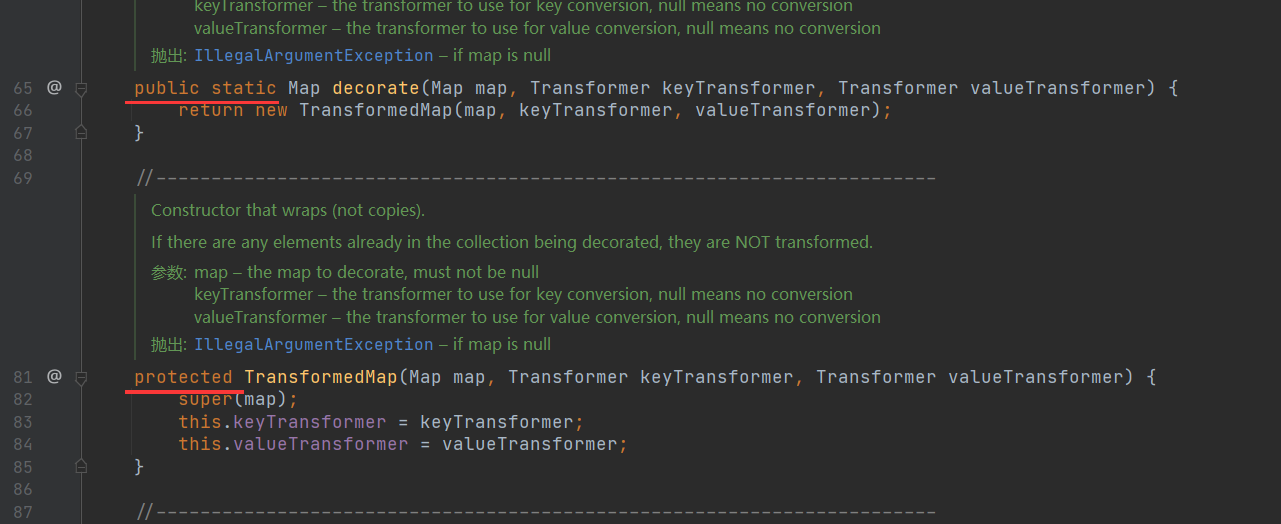 keyTransformer – the transformer to use for key conversion, null means no conversion
valueTransformer – the transformer to use for value conversion, null means no conversion
抛出: IllegalArgumentException – if map is null
65 @ public static Map decorate(Map map, Transformer keyTransformer, Transformer valueTransformer) {
66 return new TransformedMap(map, keyTransformer, valueTransformer);
67 }
68
69 //-----------------------------------------------------------------------
Constructor that wraps (not copies).
If there are any elements already in the collection being decorated, they are NOT transformed.
参数: map – the map to decorate, must not be null
keyTransformer – the transformer to use for key conversion, null means no conversion
valueTransformer – the transformer to use for value conversion, null means no conversion
抛出: IllegalArgumentException – if map is null
81 @ protected TransformedMap(Map map, Transformer keyTransformer, Transformer valueTransformer) {
82 super(map);
83 this.keyTransformer = keyTransformer;
84 this.valueTransformer = valueTransformer;
85 }
86
87 //-----------------------------------------------------------------------